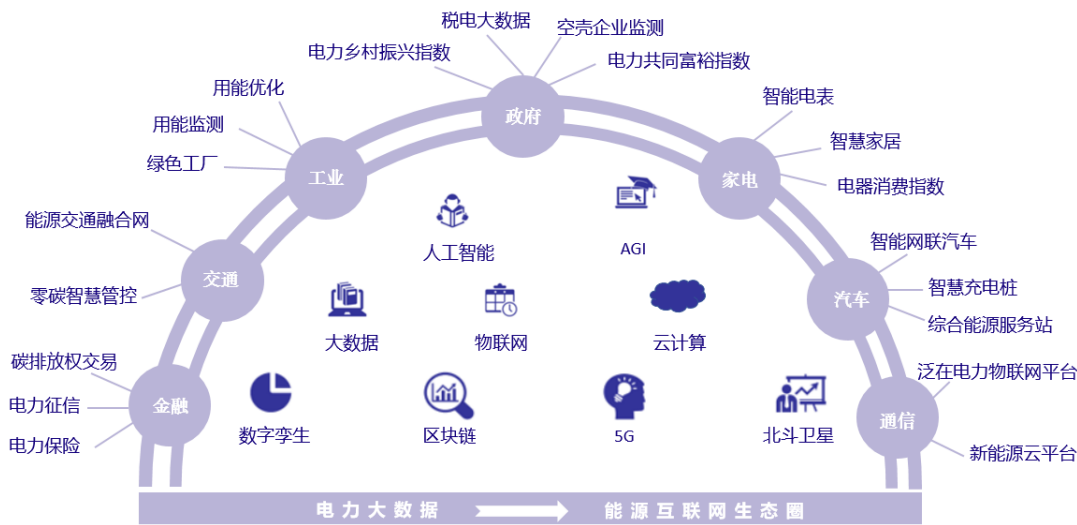 税电大数据
空壳企业监测
电力乡村振兴指数
电力共同富裕指数
政府
用能优化
用能监测
绿色工厂
工业
智能电表
智慧家居
电器消费指数
家电
能源交通融合网
零碳智慧管控
交通
智能网联汽车
智慧充电桩
综合能源服务站
汽车
碳排放权交易
电力征信
电力保险
金融
泛在电力物联网平台
新能源云平台
通信
人工智能
AGI
大数据
物联网
云计算
数字孪生
区块链
5G
北斗卫星
电力大数据
能源互联网生态圈